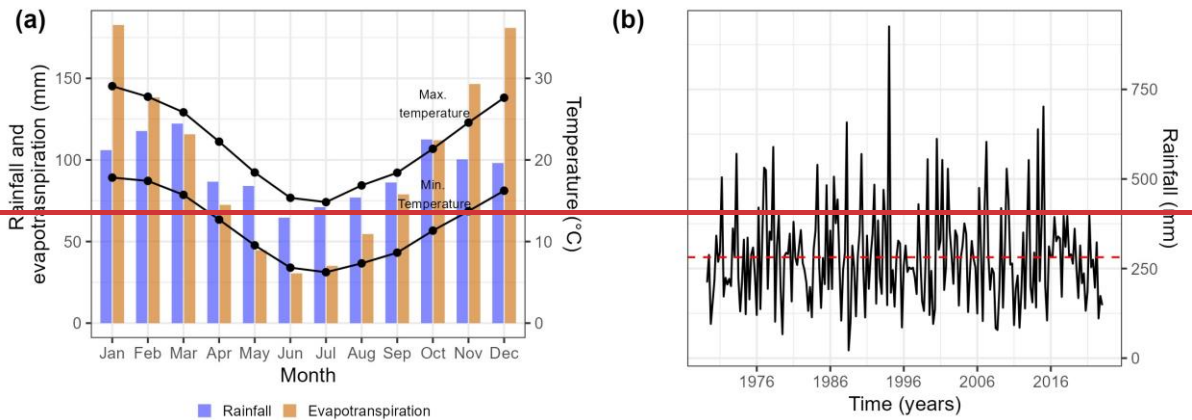 (a)
Rainfall and
evapotranspiration (mm)
150
100
50
0
Max.
temperature
Min.
Temperature
30
20
10
0
Temperature (°C)
Jan Feb Mar Apr May Jun Jul Aug Sep Oct Nov Dec
Month
Rainfall Evapotranspiration
(b)
750
500
250
0
Rainfall (mm)
1976 1986 1996 2006 2016
Time (years)